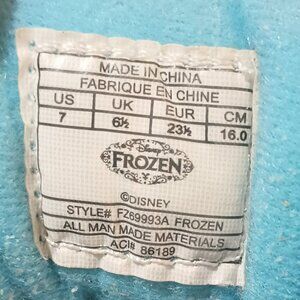 MADE IN CHINA
FABRIQUE EN CHINE
US UK EUR CM
7 6½ 23½ 16.0
Disney
FROZEN
©DISNEY
STYLE# FZ69993A FROZEN
ALL MAN MADE MATERIALS
ACI# 86189